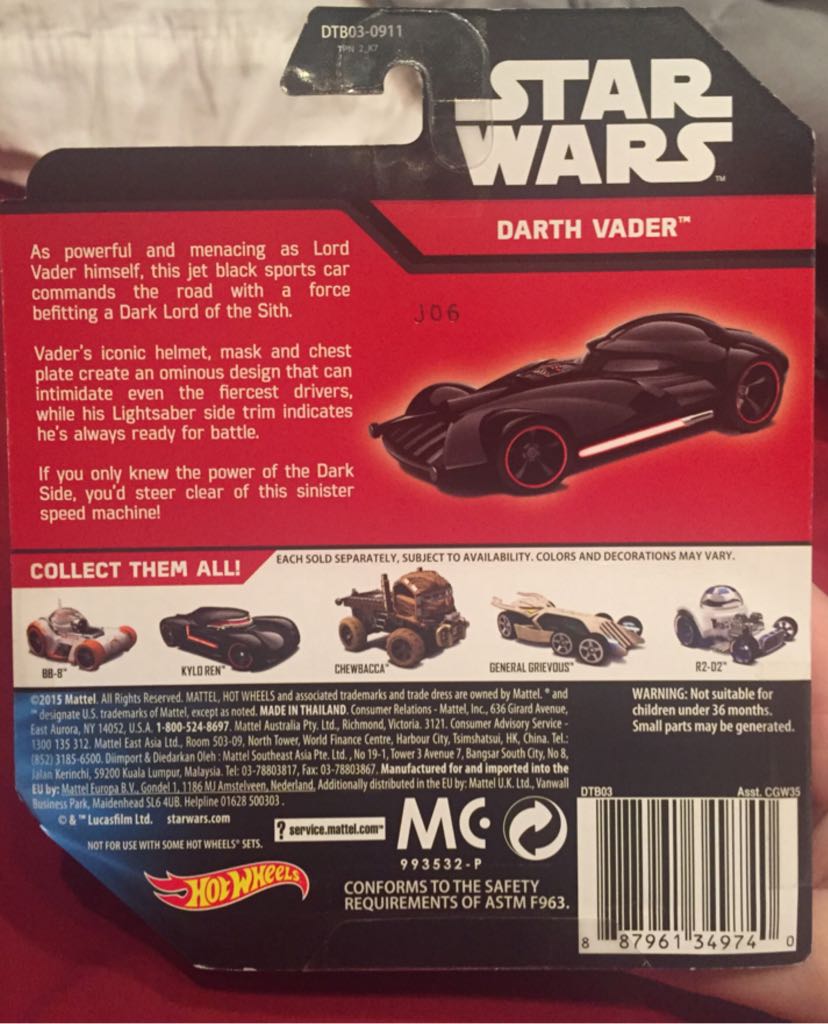 DTB03-0911
TPN 2_K7
STAR
WARS™
DARTH VADER™
As powerful and menacing as Lord
Vader himself, this jet black sports car
commands the road with a force
befitting a Dark Lord of the Sith.
Vader's iconic helmet, mask and chest
plate create an ominous design that can
intimidate even the fiercest drivers,
while his Lightsaber side trim indicates
he's always ready for battle.
If you only knew the power of the Dark
Side, you'd steer clear of this sinister
speed machine!
J06
COLLECT THEM ALL!
EACH SOLD SEPARATELY, SUBJECT TO AVAILABILITY. COLORS AND DECORATIONS MAY VARY.
BB-8™
KYLO REN™
CHEWBACCA™
GENERAL GRIEVOUS™
R2-D2™
©2015 Mattel. All Rights Reserved. MATTEL, HOT WHEELS and associated trademarks and trade dress are owned by Mattel. ® and
™ designate U.S. trademarks of Mattel, except as noted. MADE IN THAILAND. Consumer Relations - Mattel, Inc., 636 Girard Avenue,
East Aurora, NY 14052, U.S.A. 1-800-524-8697. Mattel Australia Pty. Ltd., Richmond, Victoria. 3121. Consumer Advisory Service -
1300 135 312. Mattel East Asia Ltd., Room 503-09, North Tower, World Finance Centre, Harbour City, Tsimshatsui, HK, China. Tel.:
(852) 3185-6500. Diimport & Diedarkan Oleh : Mattel Southeast Asia Pte. Ltd., No 19-1, Tower 3 Avenue 7, Bangsar South City, No 8,
Jalan Kerinchi, 59200 Kuala Lumpur, Malaysia. Tel: 03-78803817, Fax: 03-78803867. Manufactured for and imported into the
EU by: Mattel Europa B.V., Gondel 1, 1186 MJ Amstelveen, Nederland. Additionally distributed in the EU by: Mattel U.K. Ltd., Vanwall
Business Park, Maidenhead SL6 4UB. Helpline 01628 500303.
© & ™ Lucasfilm Ltd. starwars.com
NOT FOR USE WITH SOME HOT WHEELS® SETS.
WARNING: Not suitable for
children under 36 months.
Small parts may be generated.
? service.mattel.com™
MC
993532-P
HOT WHEELS
CONFORMS TO THE SAFETY
REQUIREMENTS OF ASTM F963.
DTB03 Asst. CGW35
8 87961 34974 0